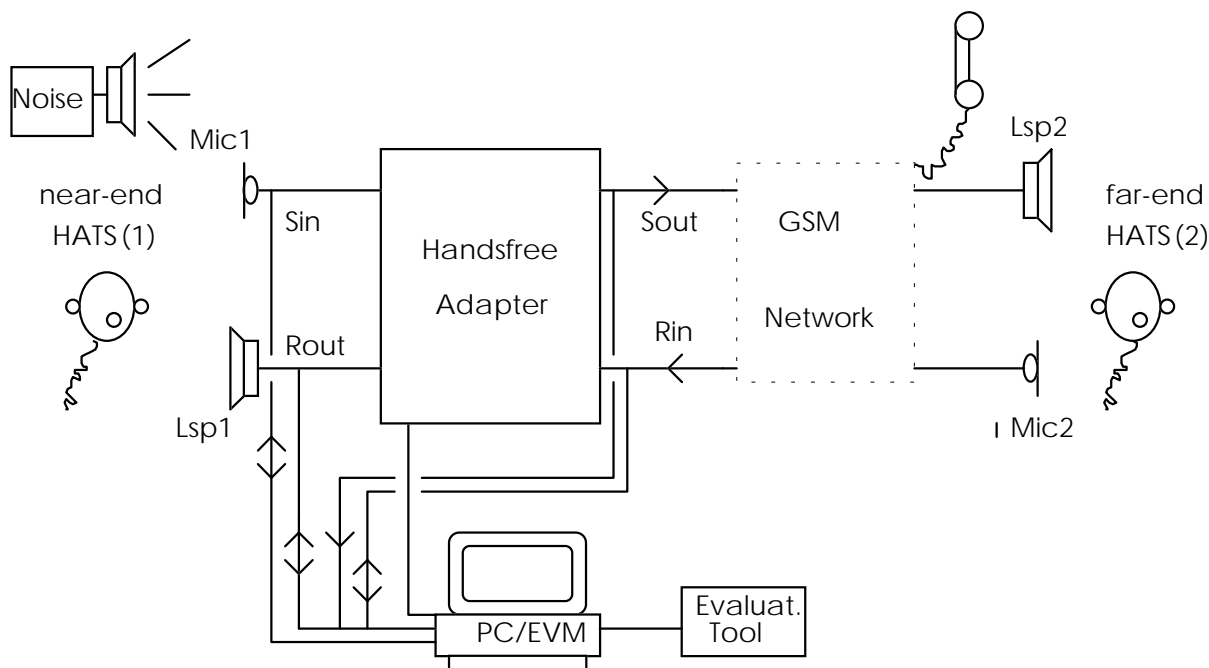 Noise
Mic1
Lsp2
near-end
HATS (1)
Sin
Handsfree
Adapter
Sout
GSM
Network
far-end
HATS (2)
Rout
Rin
Lsp1
Mic2
PC/EVM
Evaluat.
Tool